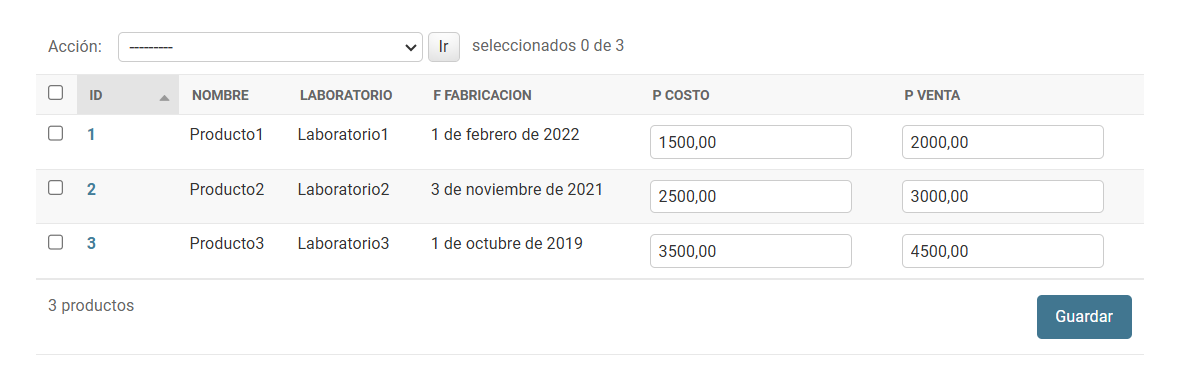 Acción: --------- Ir seleccionados 0 de 3
ID NOMBRE LABORATORIO F FABRICACION P COSTO P VENTA
1 Producto1 Laboratorio1 1 de febrero de 2022 1500,00 2000,00
2 Producto2 Laboratorio2 3 de noviembre de 2021 2500,00 3000,00
3 Producto3 Laboratorio3 1 de octubre de 2019 3500,00 4500,00
3 productos
Guardar